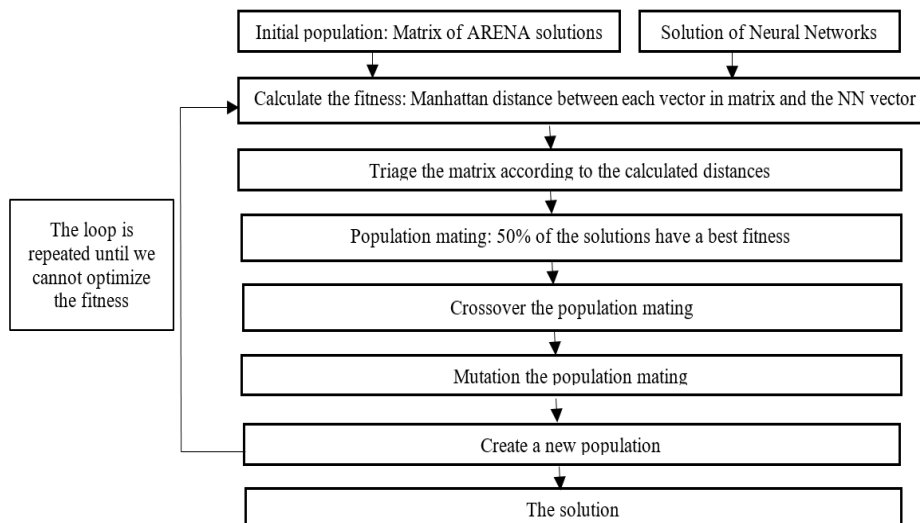 Initial population: Matrix of ARENA solutions
Solution of Neural Networks
Calculate the fitness: Manhattan distance between each vector in matrix and the NN vector
Triage the matrix according to the calculated distances
The loop is
repeated until we
cannot optimize
the fitness
Population mating: 50% of the solutions have a best fitness
Crossover the population mating
Mutation the population mating
Create a new population
The solution